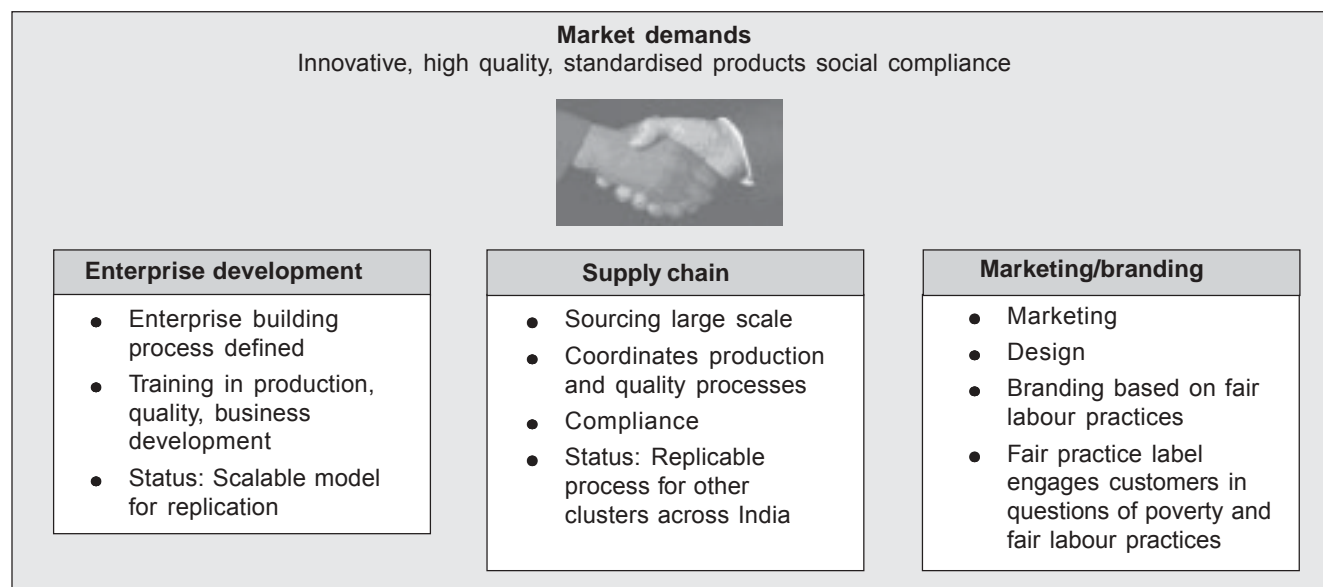 Market demands
Innovative, high quality, standardised products social compliance
Enterprise development
● Enterprise building
process defined
● Training in production,
quality, business
development
● Status: Scalable model
for replication
Supply chain
● Sourcing large scale
● Coordinates production
and quality processes
● Compliance
● Status: Replicable
process for other
clusters across India
Marketing/branding
● Marketing
● Design
● Branding based on fair
labour practices
● Fair practice label
engages customers in
questions of poverty and
fair labour practices